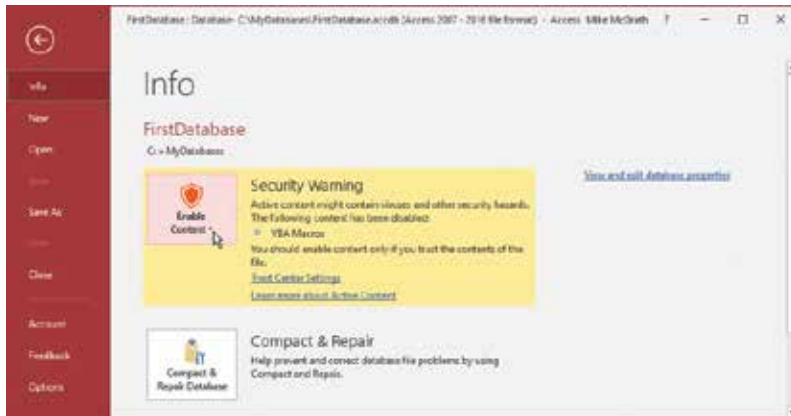 FirstDatabase : Database- C:\MyDatabases\FirstDatabase.accdb (Access 2007 - 2016 file format) - Access Mike McGrath ?
Info
New
Open
Save As
Close
Account
Feedback
Options
Info
FirstDatabase
C: » MyDatabases
Enable
Content
Security Warning
Active content might contain viruses and other security hazards.
The following content has been disabled:
VBA Macros
You should enable content only if you trust the contents of the
file.
Trust Center Settings
Learn more about Active Content
View and edit database properties
Compact &
Repair Database
Compact & Repair
Help prevent and correct database file problems by using
Compact and Repair.